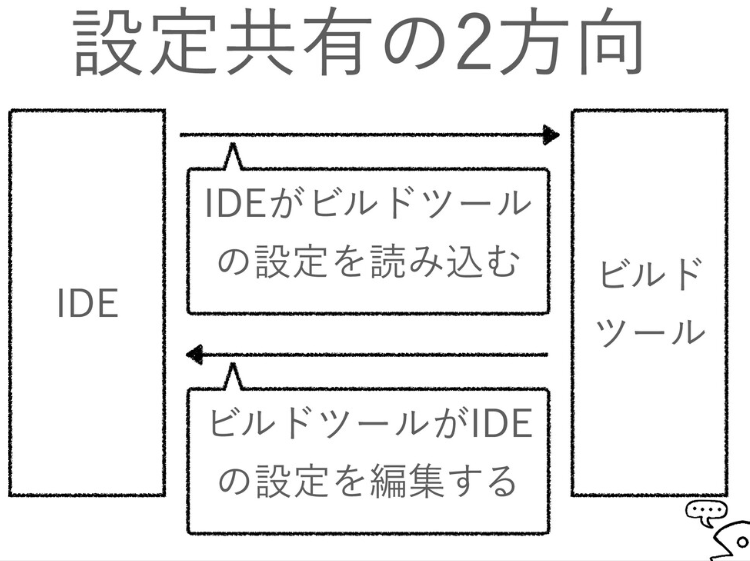 設定共有の2方向
IDE
IDEがビルドツール
の設定を読み込む
ビルドツールがIDE
の設定を編集する
ビルド
ツール